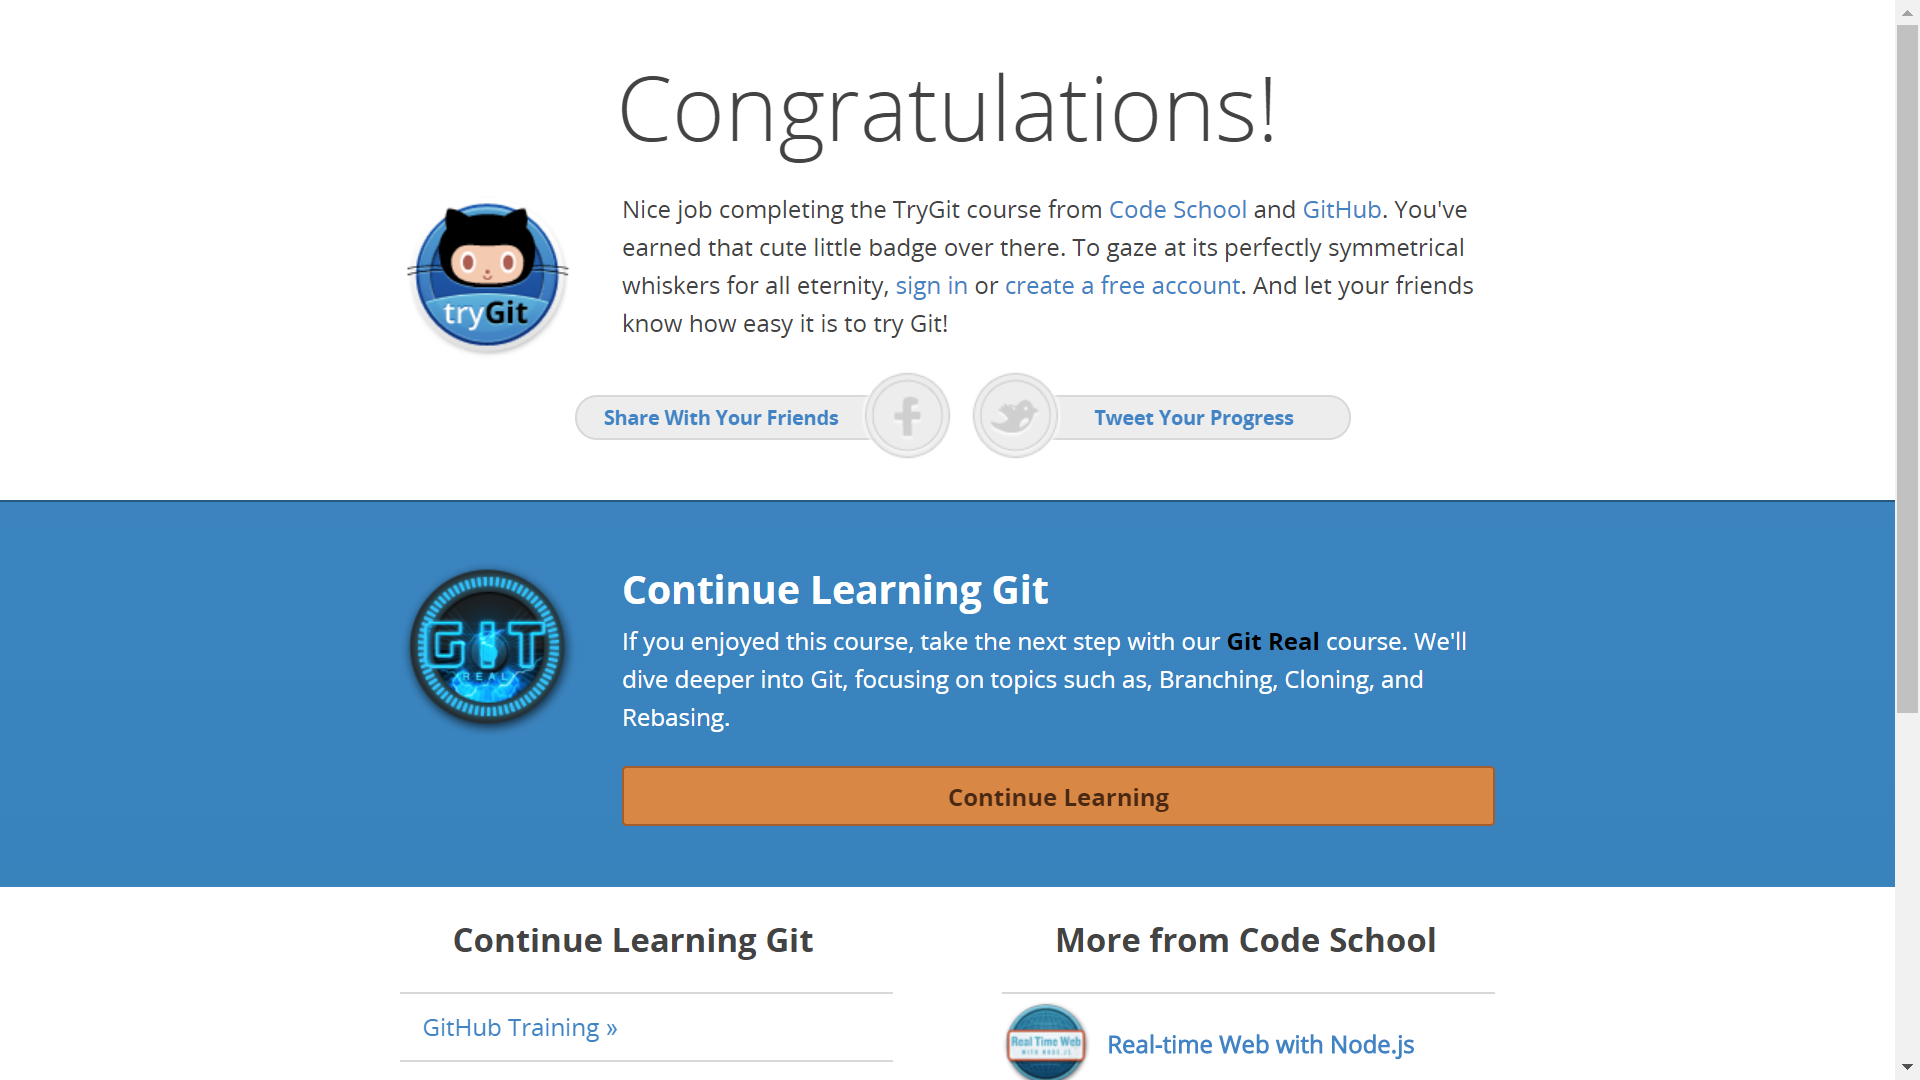 Congratulations!
Nice job completing the TryGit course from Code School and GitHub. You've
earned that cute little badge over there. To gaze at its perfectly symmetrical
whiskers for all eternity, sign in or create a free account. And let your friends
know how easy it is to try Git!
tryGit
Share With Your Friends
Tweet Your Progress
Continue Learning Git
If you enjoyed this course, take the next step with our Git Real course. We'll
dive deeper into Git, focusing on topics such as, Branching, Cloning, and
Rebasing.
GIT
REAL
Continue Learning
Continue Learning Git
GitHub Training »
More from Code School
Real Time Web
WITH NODE.JS
Real-time Web with Node.js